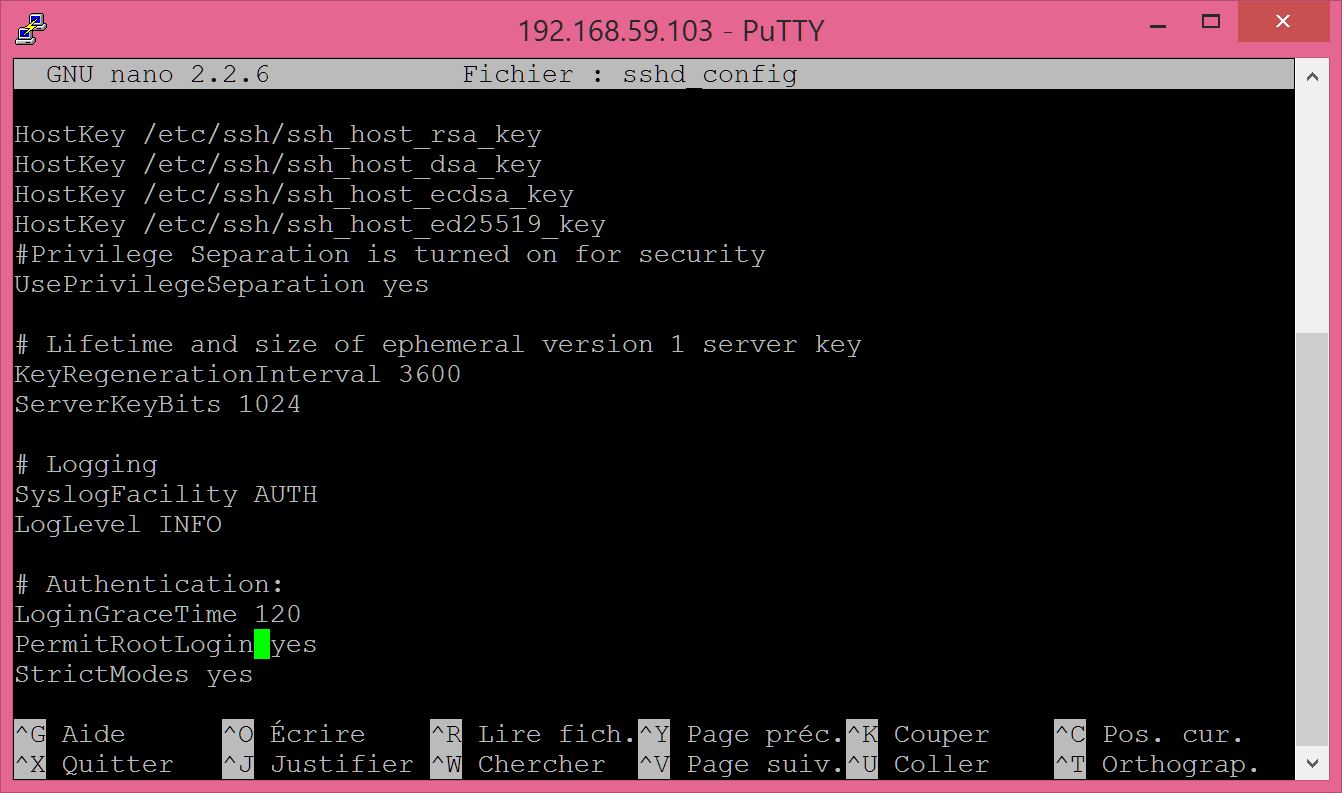 192.168.59.103 - PuTTY
GNU nano 2.2.6 Fichier : sshd_config
HostKey /etc/ssh/ssh_host_rsa_key
HostKey /etc/ssh/ssh_host_dsa_key
HostKey /etc/ssh/ssh_host_ecdsa_key
HostKey /etc/ssh/ssh_host_ed25519_key
#Privilege Separation is turned on for security
UsePrivilegeSeparation yes
# Lifetime and size of ephemeral version 1 server key
KeyRegenerationInterval 3600
ServerKeyBits 1024
# Logging
SyslogFacility AUTH
LogLevel INFO
# Authentication:
LoginGraceTime 120
PermitRootLogin yes
StrictModes yes
^G Aide ^O Écrire ^R Lire fich. ^Y Page préc. ^K Couper ^C Pos. cur.
^X Quitter ^J Justifier ^W Chercher ^V Page suiv. ^U Coller ^T Orthograp.